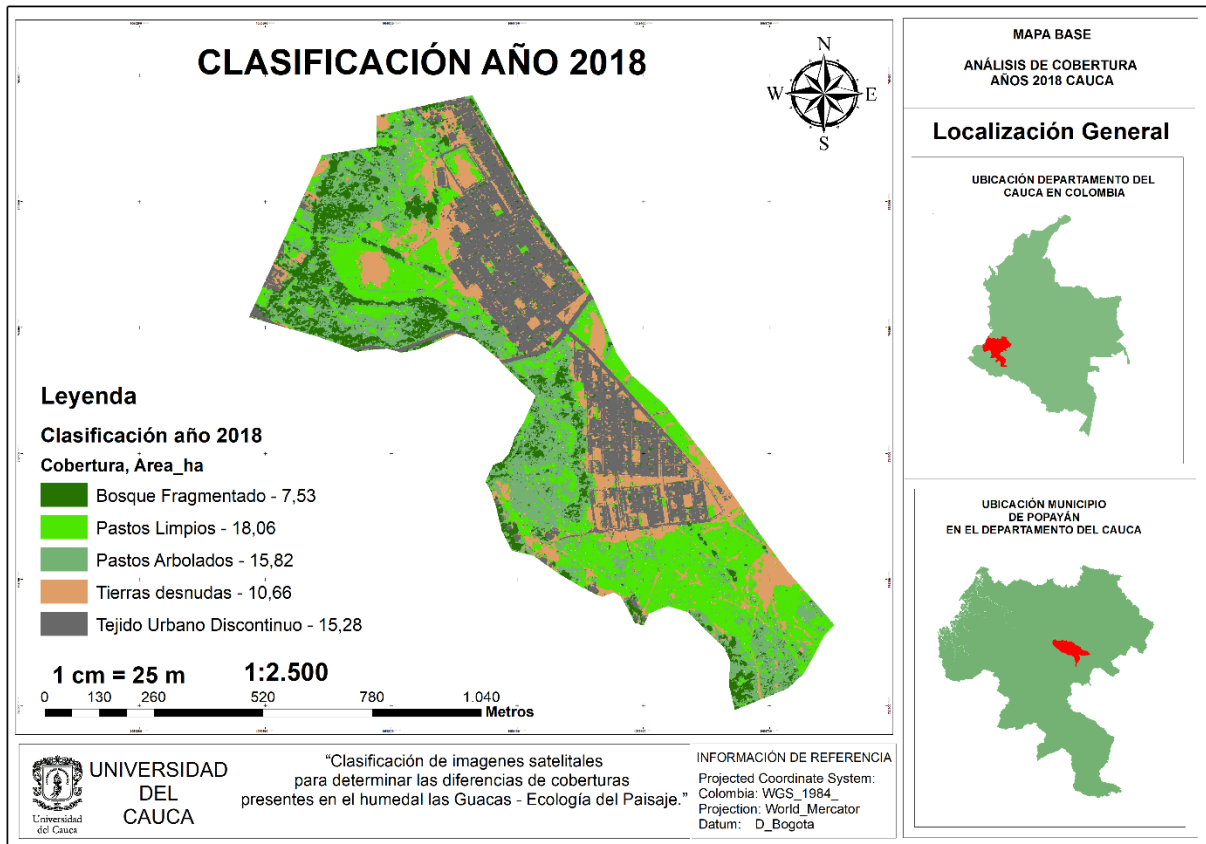 CLASIFICACIÓN AÑO 2018
N
W
E
S
Leyenda
Clasificación año 2018
Cobertura, Area_ha
Bosque Fragmentado - 7,53
Pastos Limpios - 18,06
Pastos Arbolados - 15,82
Tierras desnudas - 10,66
Tejido Urbano Discontinuo - 15,28
1 cm = 25 m 1:2.500
0 130 260 520 780 1.040
Metros
MAPA BASE
ANÁLISIS DE COBERTURA
AÑOS 2018 CAUCA
Localización General
UBICACIÓN DEPARTAMENTO DEL
CAUCA EN COLOMBIA
UBICACIÓN MUNICIPIO
DE POPAYÁN
EN EL DEPARTAMENTO DEL CAUCA
Universidad
del Cauca
UNIVERSIDAD
DEL
CAUCA
“Clasificación de imagenes satelitales
para determinar las diferencias de coberturas
presentes en el humedal las Guacas - Ecología del Paisaje.”
INFORMACIÓN DE REFERENCIA
Projected Coordinate System:
Colombia: WGS_1984_
Projection: World_Mercator
Datum: D_Bogota